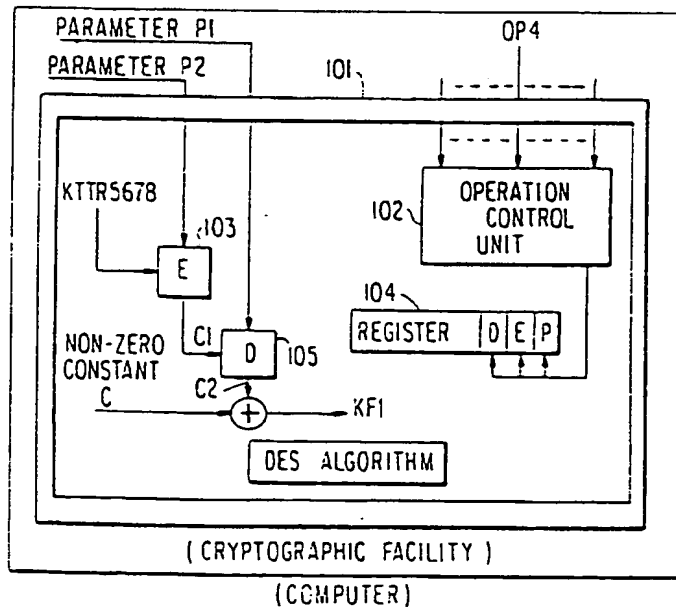 PARAMETER P1
OP4
PARAMETER P2
101
KTTR5678
103
E
102
OPERATION
CONTROL
UNIT
104
REGISTER D E P
C1
D
105
NON-ZERO
CONSTANT
C
C2
+
KF1
DES ALGORITHM
(CRYPTOGRAPHIC FACILITY)
(COMPUTER)